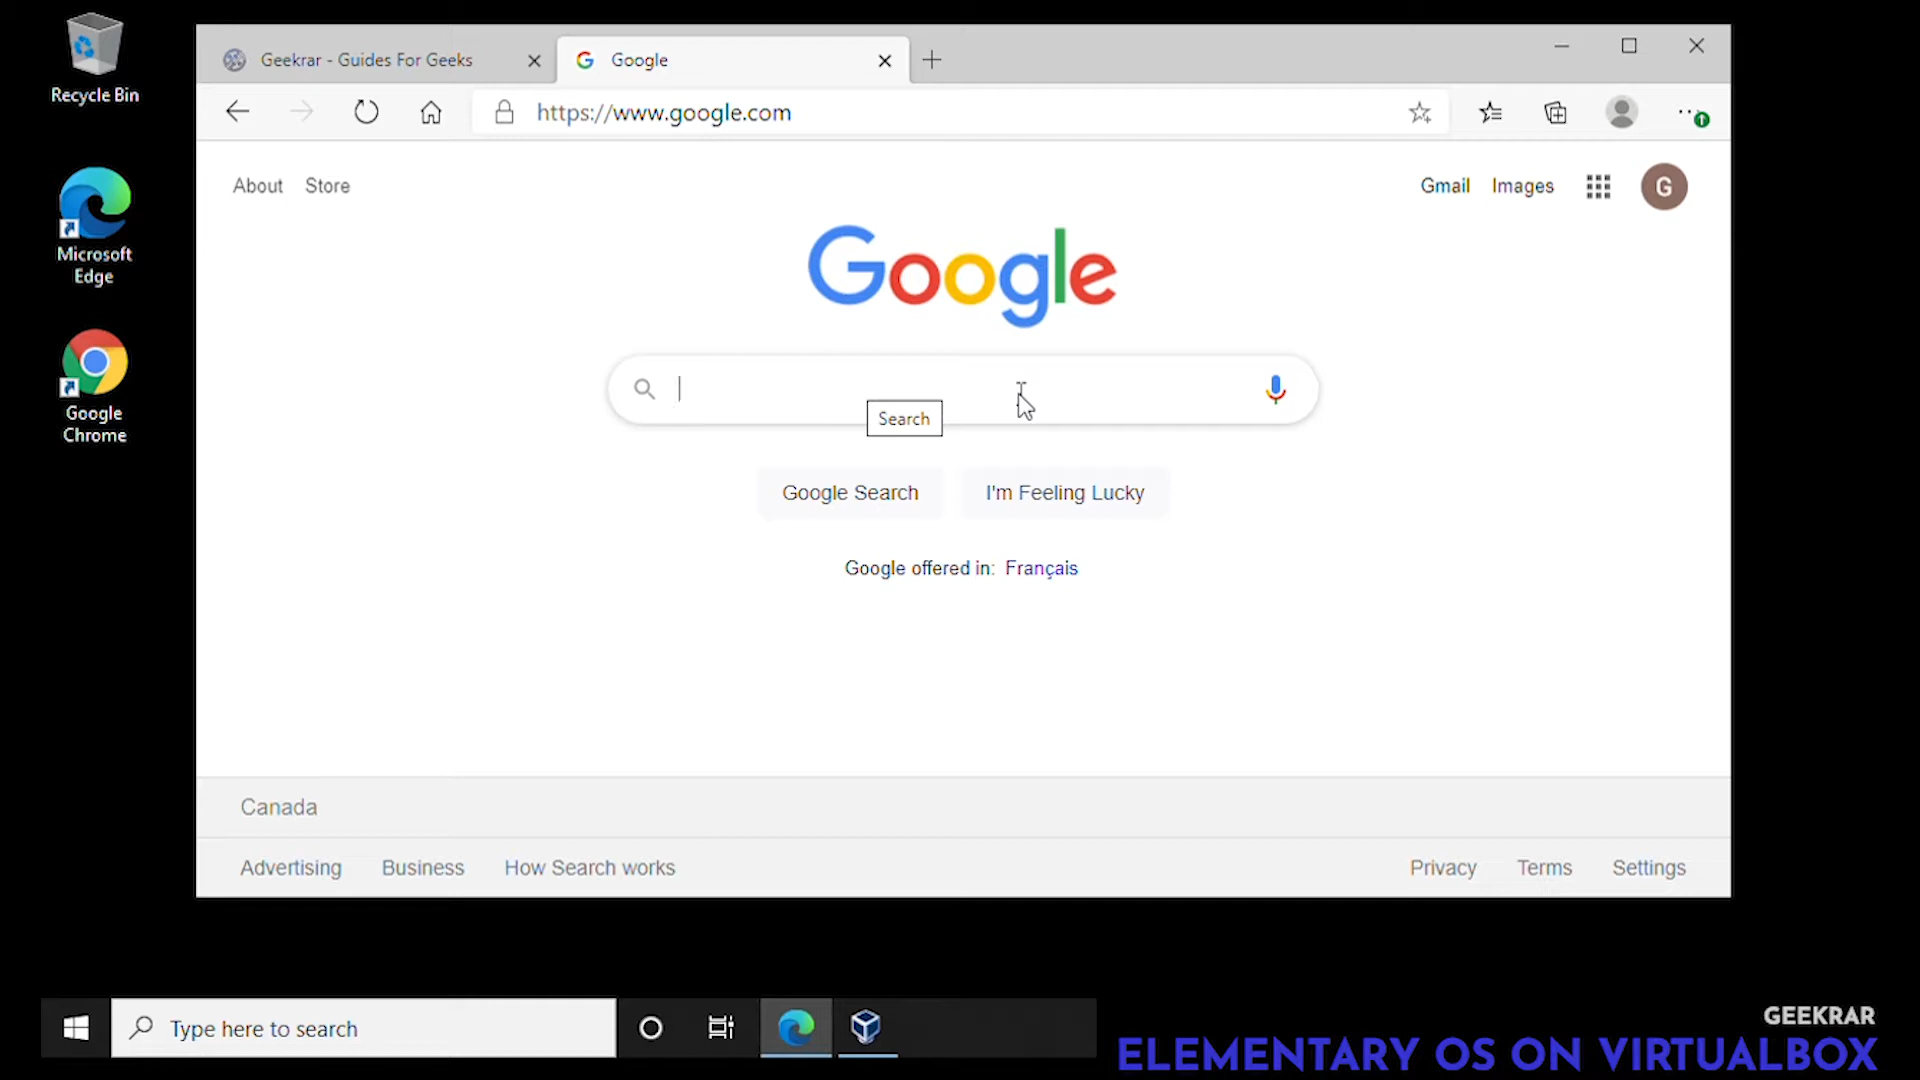 Recycle Bin
Microsoft
Edge
Google
Chrome
Geekrar - Guides For Geeks
Google
https://www.google.com
About
Store
Gmail
Images
G
Google
Search
Google Search
I'm Feeling Lucky
Google offered in: Français
Canada
Advertising
Business
How Search works
Privacy
Terms
Settings
Type here to search
GEEKRAR
ELEMENTARY OS ON VIRTUALBOX